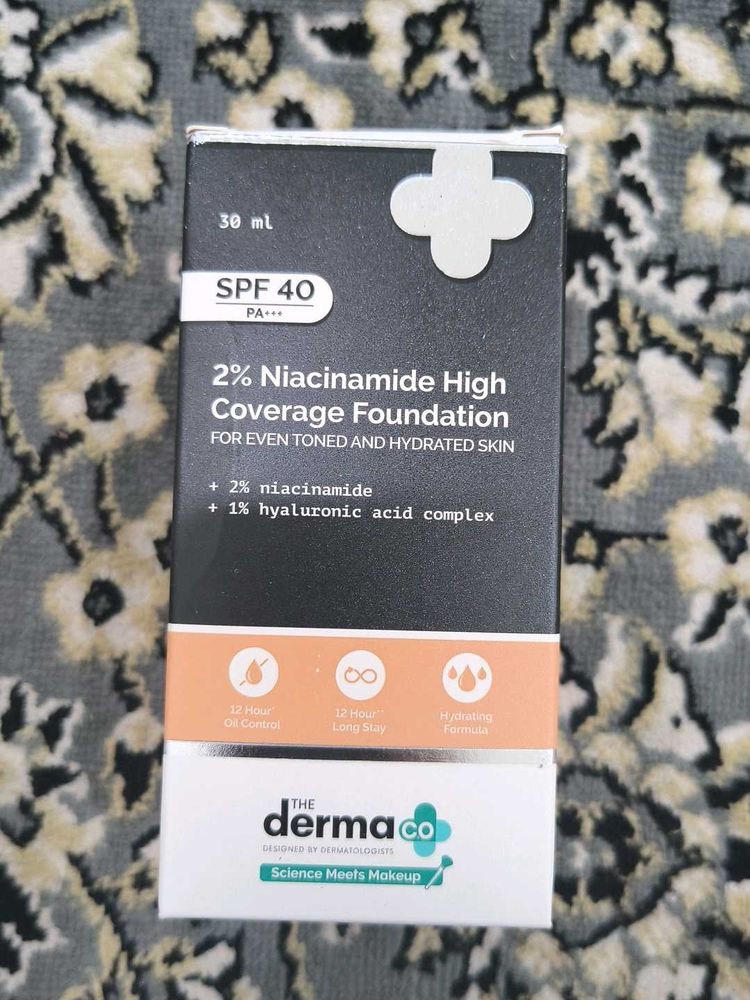 30 ml
SPF 40
PA+++
2% Niacinamide High
Coverage Foundation
FOR EVEN TONED AND HYDRATED SKIN
+ 2% niacinamide
+ 1% hyaluronic acid complex
12 Hour*
Oil Control
12 Hour**
Long Stay
Hydrating
Formula
THE
derma co
DESIGNED BY DERMATOLOGISTS
Science Meets Makeup